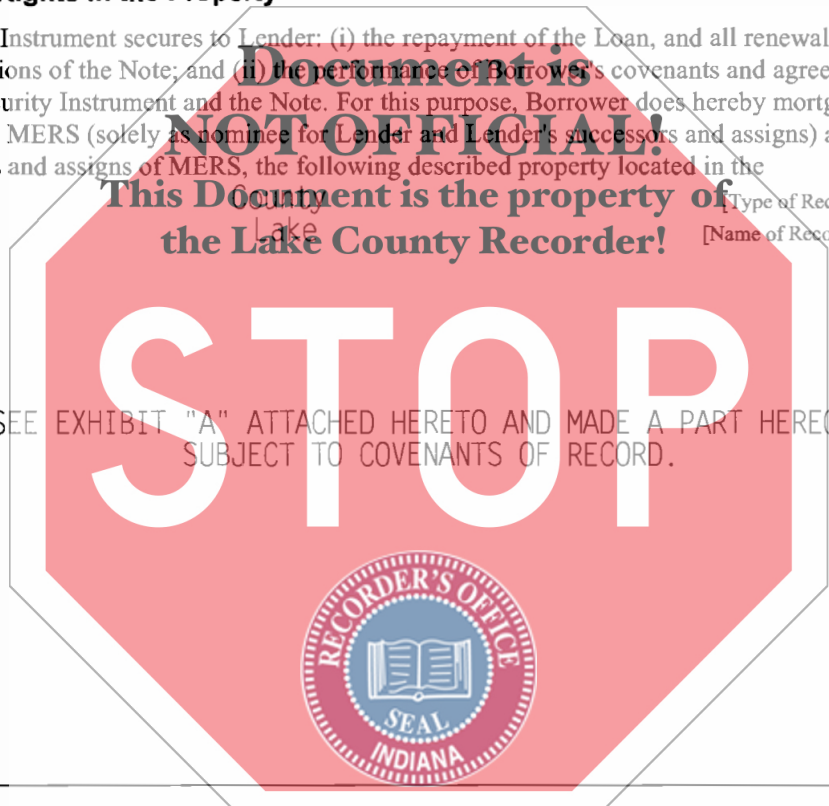 ights in the Property
Instrument secures to Lender: (i) the repayment of the Loan, and all renewal
ions of the Note; and (ii) the performance of Borrower's covenants and agree
urity Instrument and the Note. For this purpose, Borrower does hereby mortg
MERS (solely as nominee for Lender and Lender's successors and assigns) a
and assigns of MERS, the following described property located in the
County [Type of Rec
Lake [Name of Reco
Document is
NOT OFFICIAL!
This Document is the property of
the Lake County Recorder!
STOP
SEE EXHIBIT "A" ATTACHED HERETO AND MADE A PART HEREO
SUBJECT TO COVENANTS OF RECORD.
RECORDER'S OFFICE
SEAL
INDIANA